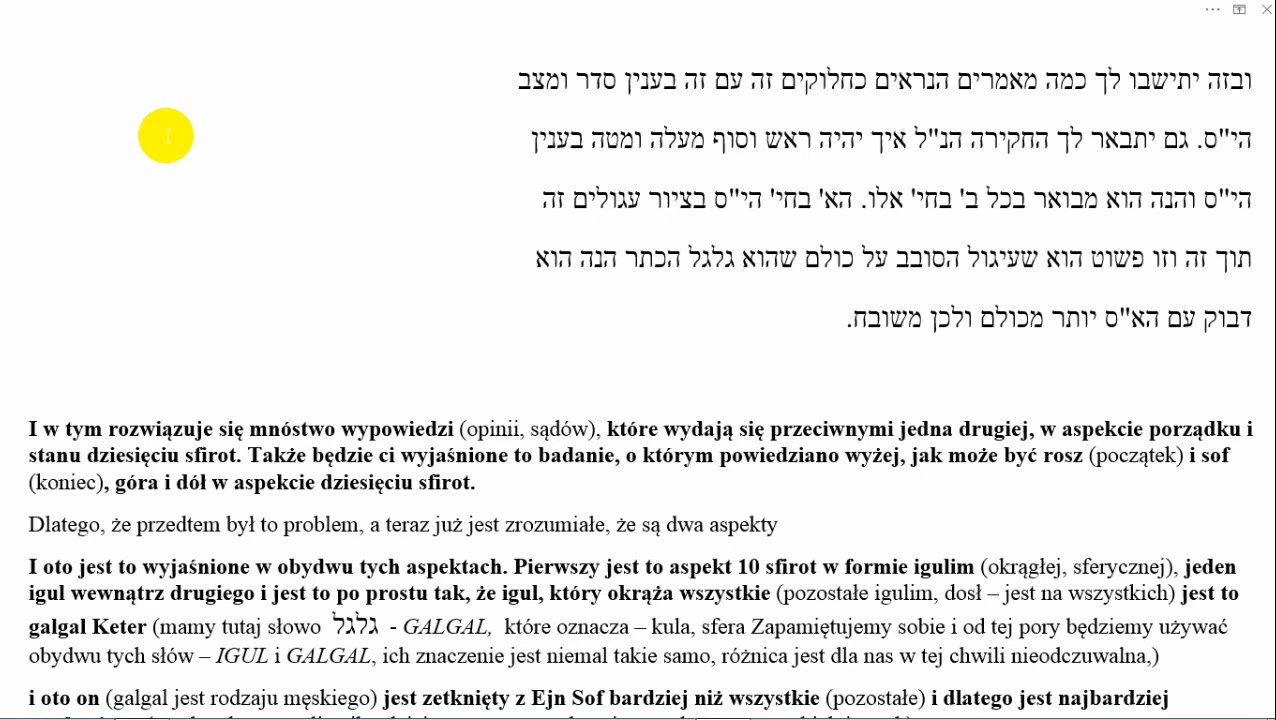 ובזה יתישבו לך כמה מאמרים הנראים כחלוקים זה עם זה בענין סדר ומצב
הי"ס. גם יתבאר לך החקירה הנ"ל איך יהיה ראש וסוף מעלה ומטה בענין
הי"ס והנה הוא מבואר בכל ב' בחי' אלו. הא' בחי' הי"ס בציור עגולים זה
תוך זה וזו פשוט הוא שעיגול הסובב על כולם שהוא גלגל הכתר הנה הוא
דבוק עם הא"ס יותר מכולם ולכן משובח.
I w tym rozwiązuje się mnóstwo wypowiedzi (opinii, sądów), które wydają się przeciwnymi jedna drugiej, w aspekcie porządku i
stanu dziesięciu sfirot. Także będzie ci wyjaśnione to badanie, o którym powiedziano wyżej, jak może być rosz (początek) i sof
(koniec), góra i dół w aspekcie dziesięciu sfirot.
Dlatego, że przedtem był to problem, a teraz już jest zrozumiałe, że są dwa aspekty
I oto jest to wyjaśnione w obydwu tych aspektach. Pierwszy jest to aspekt 10 sfirot w formie igulim (okrągłej, sferycznej), jeden
igul wewnątrz drugiego i jest to po prostu tak, że igul, który okrąża wszystkie (pozostałe igulim, dosł – jest na wszystkich) jest to
galgal Keter (mamy tutaj słowo גלגל - GALGAL, które oznacza – kula, sfera Zapamiętujemy sobie i od tej pory będziemy używać
obydwu tych słów – IGUL i GALGAL, ich znaczenie jest niemal takie samo, różnica jest dla nas w tej chwili nieodczuwalna,)
i oto on (galgal jest rodzaju męskiego) jest zetknięty z Ejn Sof bardziej niż wszystkie (pozostałe) i dlatego jest najbardziej